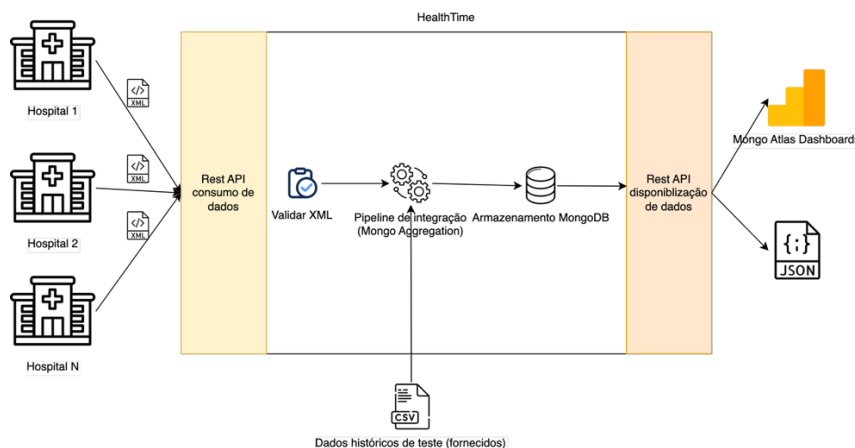 HealthTime
Hospital 1
</>
XML
Hospital 2
</>
XML
Hospital N
</>
XML
Rest API
consumo de
dados
Validar XML
Pipeline de integração
(Mongo Aggregation)
Armazenamento MongoDB
Rest API
disponiblização
de dados
Mongo Atlas Dashboards
{;}
JSON
CSV
Dados históricos de teste (fornecidos)